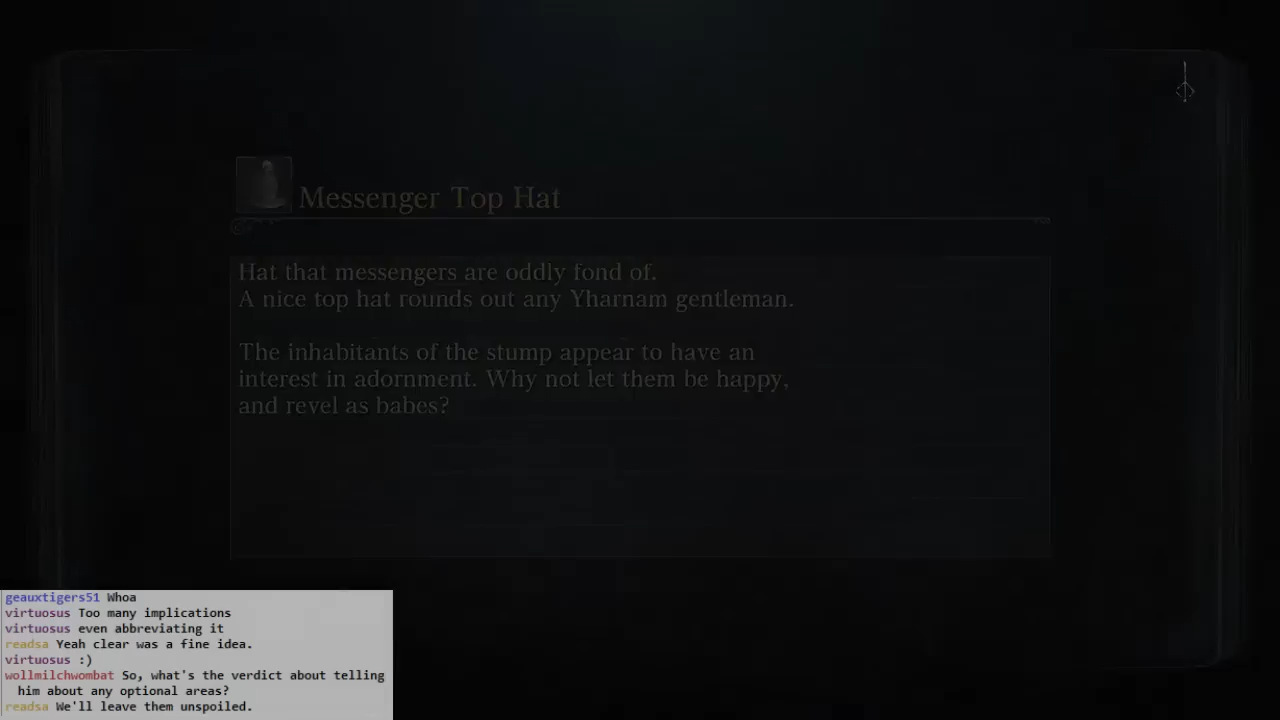 Messenger Top Hat
Hat that messengers are oddly fond of.
A nice top hat rounds out any Yharnam gentleman.
The inhabitants of the stump appear to have an
interest in adornment. Why not let them be happy,
and revel as babes?
geauxtigers51 Whoa
virtuosus Too many implications
virtuosus even abbreviating it
readsa Yeah clear was a fine idea.
virtuosus :)
wollmilchwombat So, what's the verdict about telling
him about any optional areas?
readsa We'll leave them unspoiled.